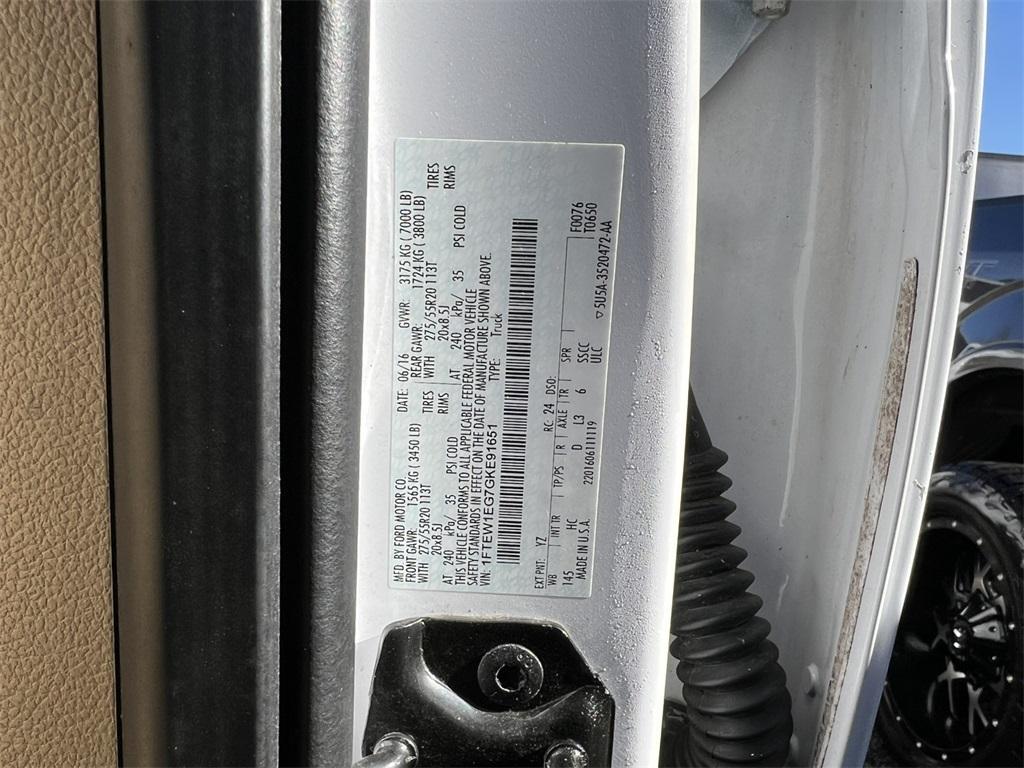 MFD. BY FORD MOTOR CO. DATE: 06/16 GVWR: 3175 KG ( 7000 LB)
FRONT GAWR: 1565 KG ( 3450 LB) REAR GAWR: 1724 KG ( 3800 LB)
WITH 275/55R20 113T TIRES WITH 275/55R20 113T TIRES
20x8.5J RIMS 20x8.5J RIMS
AT 240 kPa/ 35 PSI COLD AT 240 kPa/ 35 PSI COLD
THIS VEHICLE CONFORMS TO ALL APPLICABLE FEDERAL MOTOR VEHICLE
SAFETY STANDARDS IN EFFECT ON THE DATE OF MANUFACTURE SHOWN ABOVE.
VIN: 1FTEW1EG7GKE91651 TYPE: Truck
EXT PNT: YZ RC: 24 DSO: F0076
WB INT TR TP/PS R AXLE TR SPR T0650
145 HC D L3 6 SSCC
MADE IN U.S.A. 2201606111119 ULC
▽5U5A-3520472-AA